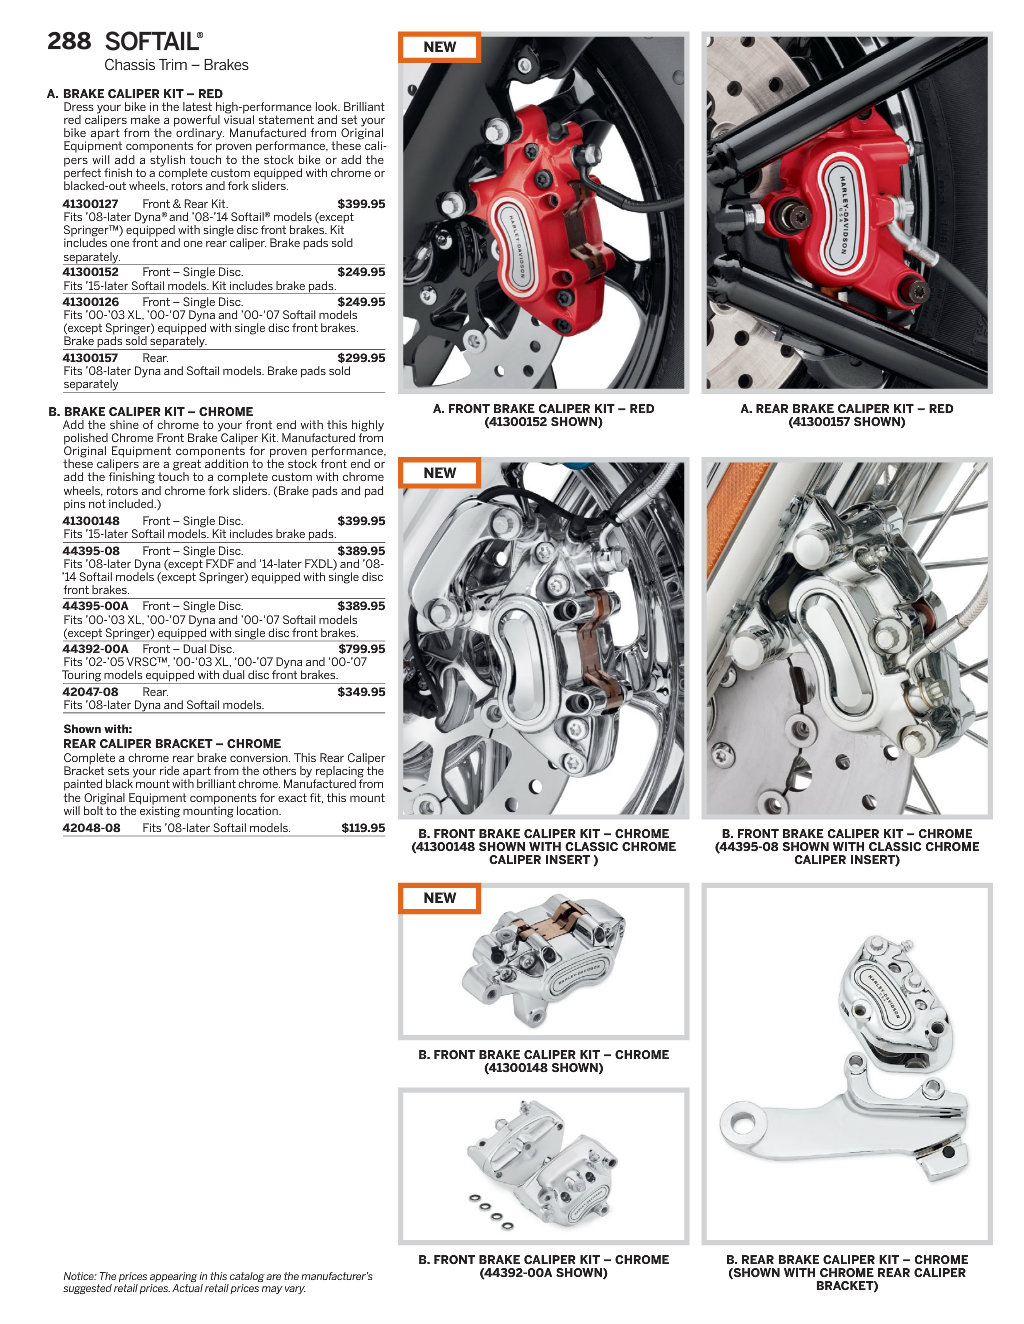 288 SOFTAIL®
Chassis Trim – Brakes
A. BRAKE CALIPER KIT – RED
Dress your bike in the latest high-performance look. Brilliant
red calipers make a powerful visual statement and set your
bike apart from the ordinary. Manufactured from Original
Equipment components for proven performance, these cali-
pers will add a stylish touch to the stock bike or add the
perfect finish to a complete custom equipped with chrome or
blacked-out wheels, rotors and fork sliders.
41300127 Front & Rear Kit. $399.95
Fits ’08-later Dyna® and ’08-’14 Softail® models (except
Springer™) equipped with single disc front brakes. Kit
includes one front and one rear caliper. Brake pads sold
separately.
41300152 Front – Single Disc. $249.95
Fits ’15-later Softail models. Kit includes brake pads.
41300126 Front – Single Disc. $249.95
Fits ’00-’03 XL, ’00-’07 Dyna and ’00-’07 Softail models
(except Springer) equipped with single disc front brakes.
Brake pads sold separately.
41300157 Rear. $299.95
Fits ’08-later Dyna and Softail models. Brake pads sold
separately
B. BRAKE CALIPER KIT – CHROME
Add the shine of chrome to your front end with this highly
polished Chrome Front Brake Caliper Kit. Manufactured from
Original Equipment components for proven performance,
these calipers are a great addition to the stock front end or
add the finishing touch to a complete custom with chrome
wheels, rotors and chrome fork sliders. (Brake pads and pad
pins not included.)
41300148 Front – Single Disc. $399.95
Fits ’15-later Softail models. Kit includes brake pads.
44395-08 Front – Single Disc. $389.95
Fits ’08-later Dyna (except FXDF and ’14-later FXDL) and ’08-
’14 Softail models (except Springer) equipped with single disc
front brakes.
44395-00A Front – Single Disc. $389.95
Fits ’00-’03 XL, ’00-’07 Dyna and ’00-’07 Softail models
(except Springer) equipped with single disc front brakes.
44392-00A Front – Dual Disc. $799.95
Fits ’02-’05 VRSC™, ’00-’03 XL, ’00-’07 Dyna and ’00-’07
Touring models equipped with dual disc front brakes.
42047-08 Rear. $349.95
Fits ’08-later Dyna and Softail models.
Shown with:
REAR CALIPER BRACKET – CHROME
Complete a chrome rear brake conversion. This Rear Caliper
Bracket sets your ride apart from the others by replacing the
painted black mount with brilliant chrome. Manufactured from
the Original Equipment components for exact fit, this mount
will bolt to the existing mounting location.
42048-08 Fits ’08-later Softail models. $119.95
Notice: The prices appearing in this catalog are the manufacturer’s
suggested retail prices. Actual retail prices may vary.
NEW
HARLEY-DAVIDSON
A. FRONT BRAKE CALIPER KIT – RED
(41300152 SHOWN)
HARLEY-DAVIDSON
USA
A. REAR BRAKE CALIPER KIT – RED
(41300157 SHOWN)
NEW
B. FRONT BRAKE CALIPER KIT – CHROME
(41300148 SHOWN WITH CLASSIC CHROME
CALIPER INSERT )
B. FRONT BRAKE CALIPER KIT – CHROME
(44395-08 SHOWN WITH CLASSIC CHROME
CALIPER INSERT)
NEW
HARLEY-DAVIDSON
B. FRONT BRAKE CALIPER KIT – CHROME
(41300148 SHOWN)
B. FRONT BRAKE CALIPER KIT – CHROME
(44392-00A SHOWN)
HARLEY-DAVIDSON
B. REAR BRAKE CALIPER KIT – CHROME
(SHOWN WITH CHROME REAR CALIPER
BRACKET)